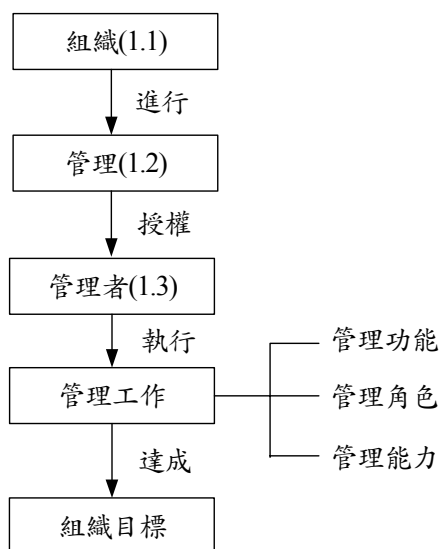 組織(1.1)
進行
管理(1.2)
授權
管理者(1.3)
執行
管理工作
管理功能
管理角色
管理能力
達成
組織目標